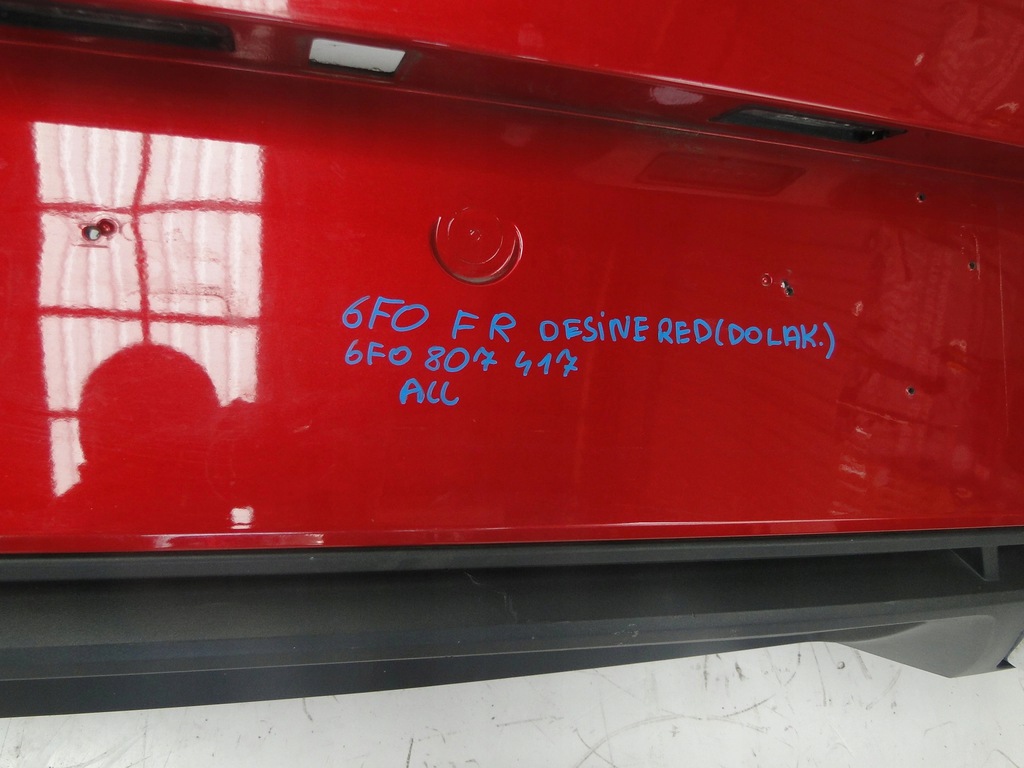 6FO FR DESINE RED (DOLAK.)
6FO 807 417
ALL